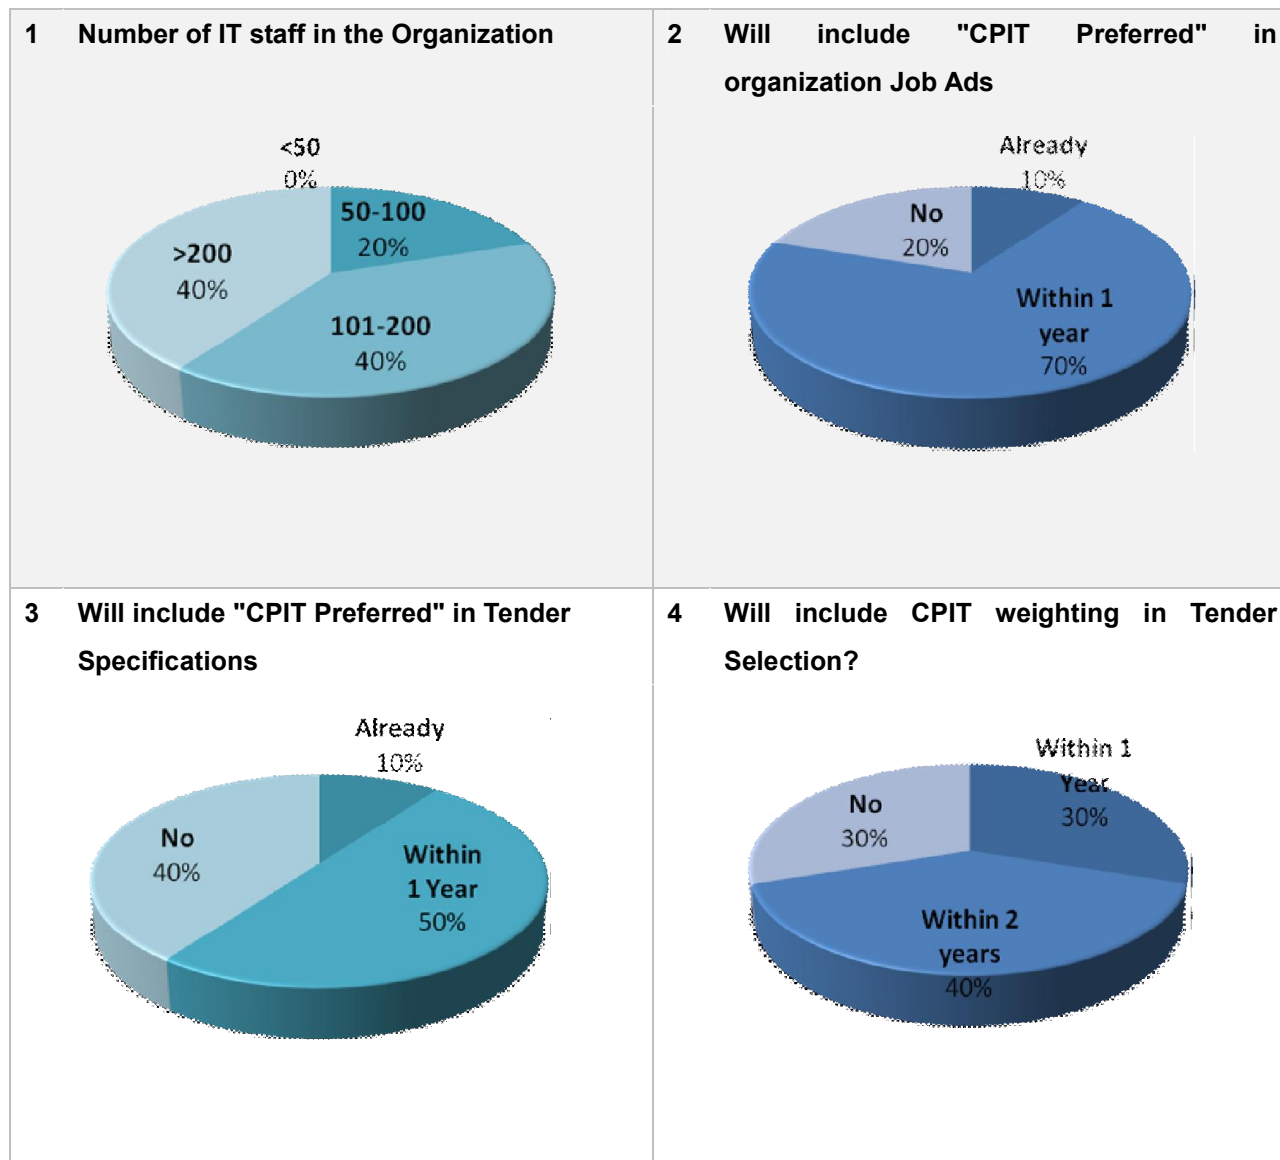 1 Number of IT staff in the Organization
<50
0%
50-100
20%
>200
40%
101-200
40%
2 Will include "CPIT Preferred" in
organization Job Ads
Already
10%
No
20%
Within 1
year
70%
3 Will include "CPIT Preferred" in Tender
Specifications
Already
10%
No
40%
Within
1 Year
50%
4 Will include CPIT weighting in Tender
Selection?
Within 1
Year
30%
No
30%
Within 2
years
40%